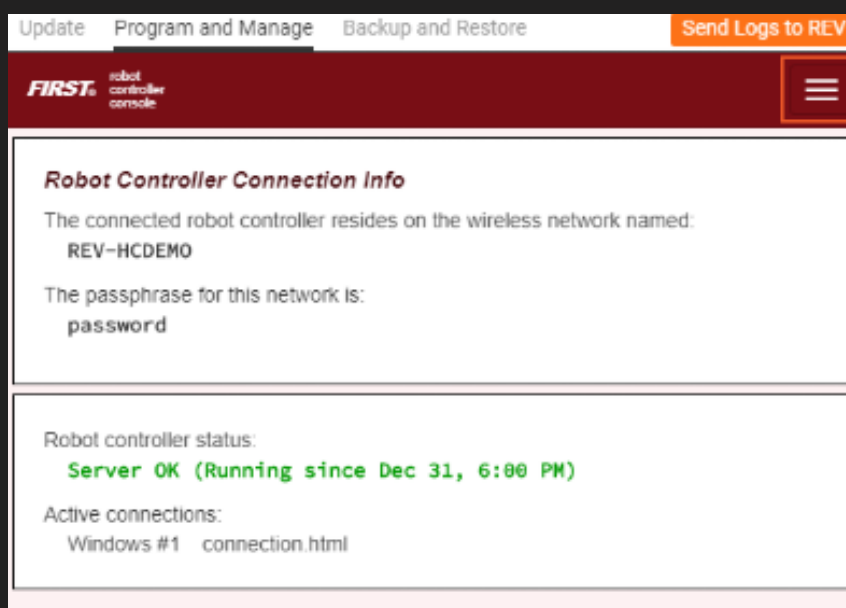 Update Program and Manage Backup and Restore Send Logs to REV
FIRST® robot controller console
Robot Controller Connection Info
The connected robot controller resides on the wireless network named:
REV-HCDEMO
The passphrase for this network is:
password
Robot controller status:
Server OK (Running since Dec 31, 6:00 PM)
Active connections:
Windows #1 connection.html